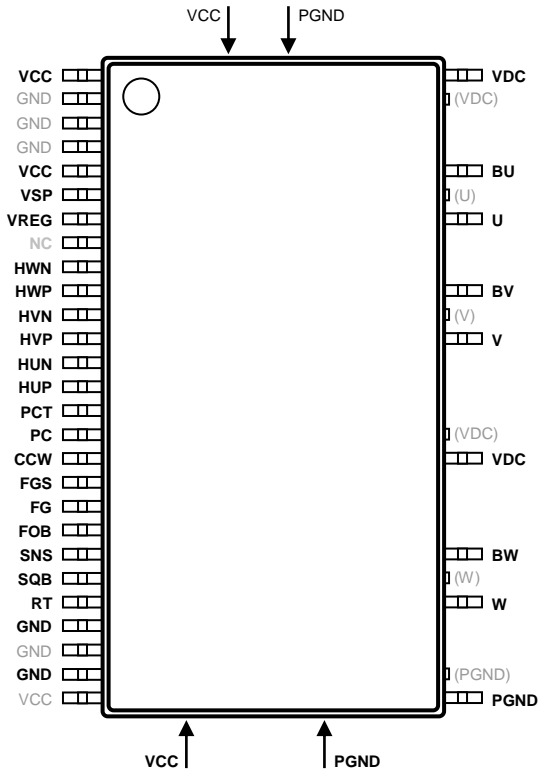 VCC PGND
VCC VDC
GND (VDC)
GND
GND
VCC BU
VSP (U)
VREG U
NC
HWN
HWP BV
HVN (V)
HVP V
HUN
HUP
PCT
PC (VDC)
CCW VDC
FGS
FG
FOB
SNS BW
SQB (W)
RT W
GND
GND
GND (PGND)
VCC PGND
VCC PGND